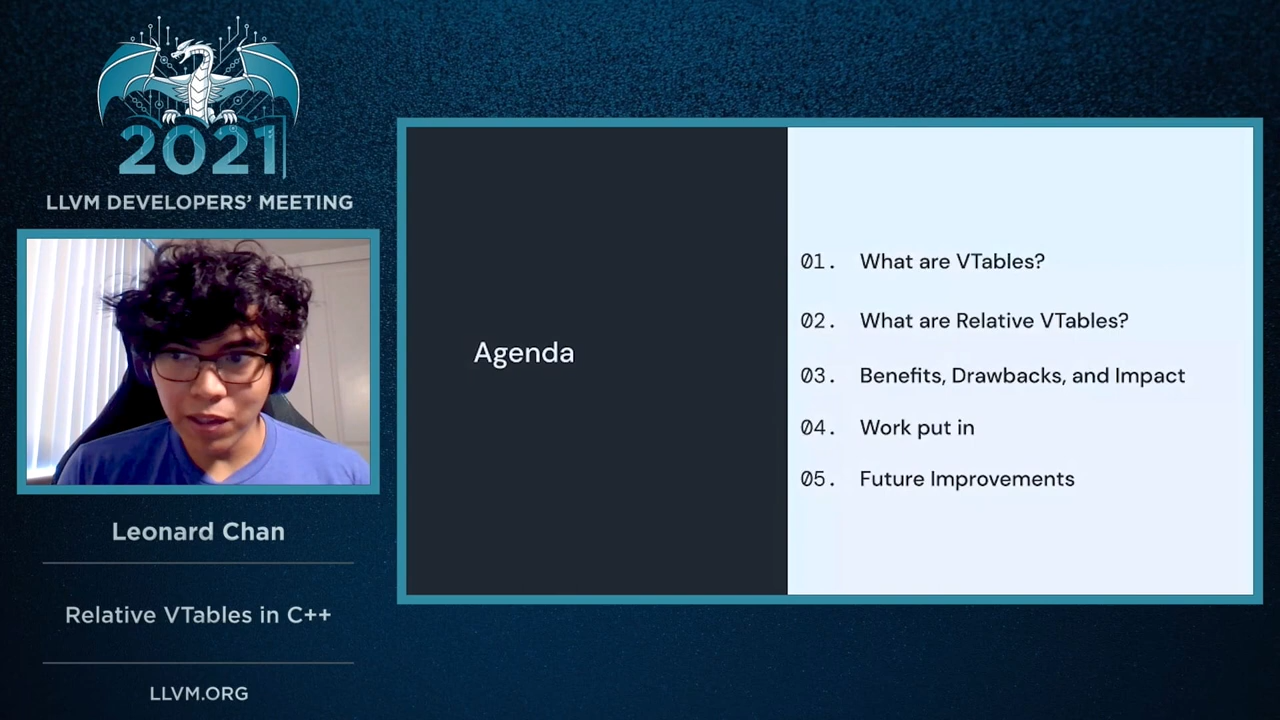 2021
LLVM DEVELOPERS’ MEETING
Leonard Chan
Relative VTables in C++
LLVM.ORG
Agenda
01. What are VTables?
02. What are Relative VTables?
03. Benefits, Drawbacks, and Impact
04. Work put in
05. Future Improvements